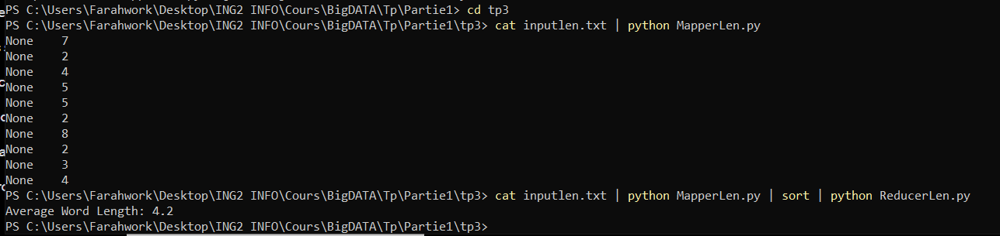 PS C:\Users\Farahwork\Desktop\ING2 INFO\Cours\BigDATA\Tp\Partie1> cd tp3
PS C:\Users\Farahwork\Desktop\ING2 INFO\Cours\BigDATA\Tp\Partie1\tp3> cat inputlen.txt | python MapperLen.py
None    7
None    2
None    4
None    5
None    5
None    2
None    8
None    2
None    3
None    4
PS C:\Users\Farahwork\Desktop\ING2 INFO\Cours\BigDATA\Tp\Partie1\tp3> cat inputlen.txt | python MapperLen.py | sort | python ReducerLen.py
Average Word Length: 4.2
PS C:\Users\Farahwork\Desktop\ING2 INFO\Cours\BigDATA\Tp\Partie1\tp3>